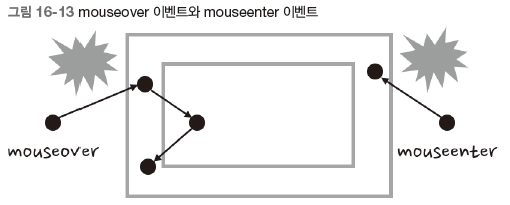 그림 16-13 mouseover 이벤트와 mouseenter 이벤트
mouseover
mouseenter